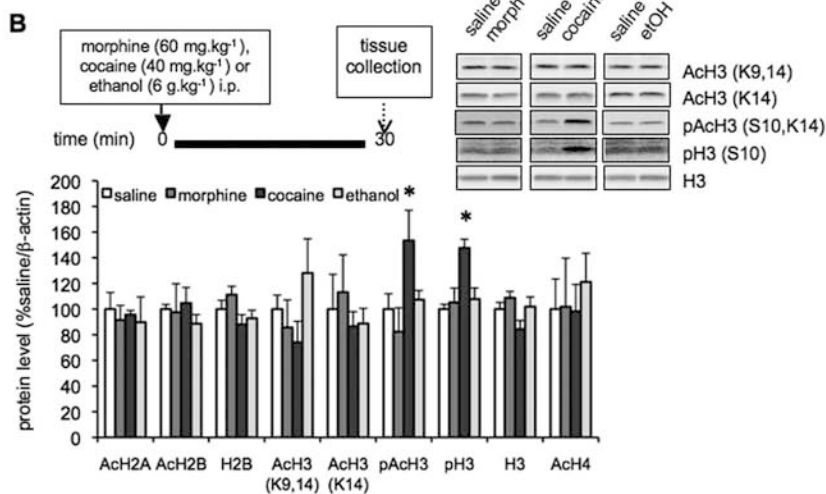 B
morphine (60 mg.kg⁻¹),
cocaine (40 mg.kg⁻¹) or
ethanol (6 g.kg⁻¹) i.p.
tissue
collection
time (min) 0 30
saline
morph
saline
cocaine
saline
etOH
AcH3 (K9,14)
AcH3 (K14)
pAcH3 (S10,K14)
pH3 (S10)
H3
protein level (%saline/β-actin)
200
180
160
140
120
100
80
60
40
20
0
saline morphine cocaine ethanol
*
*
AcH2A AcH2B H2B AcH3 AcH3 pAcH3 pH3 H3 AcH4
(K9,14) (K14)